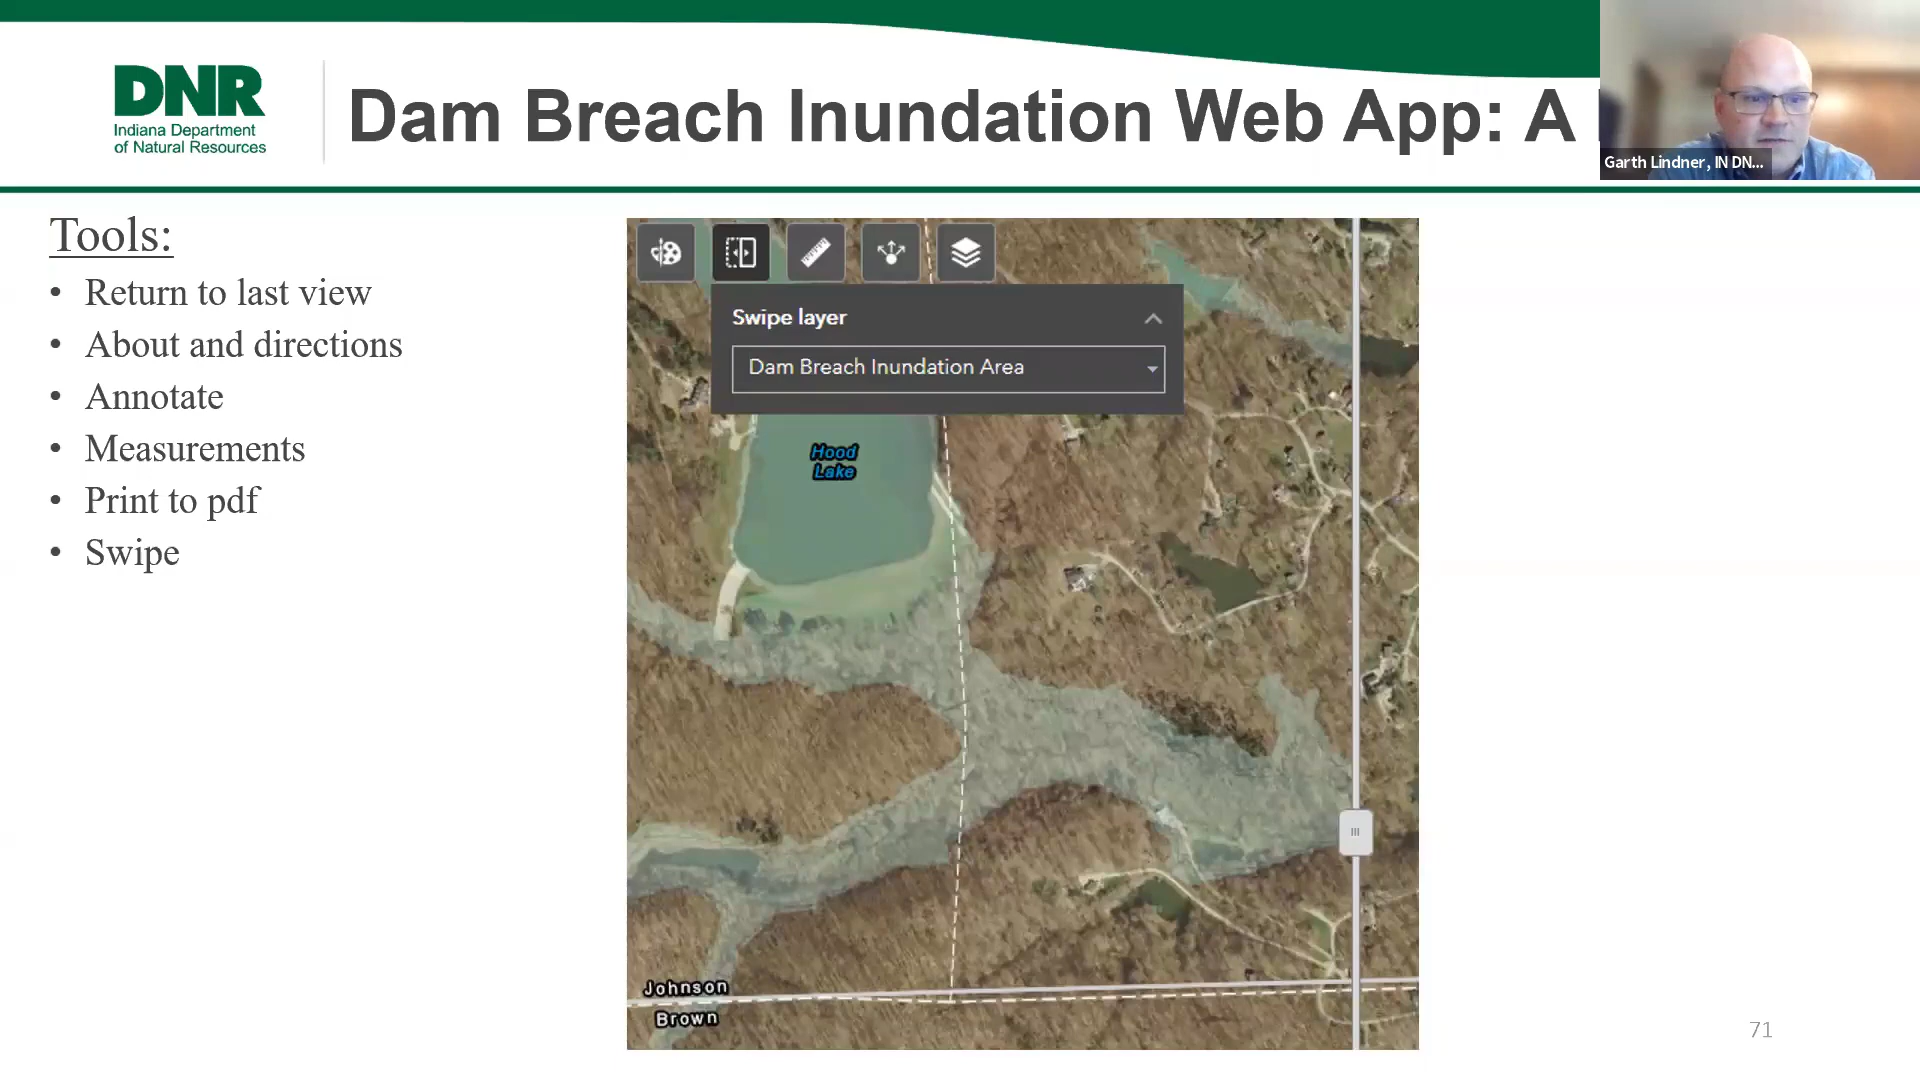 DNR
Indiana Department
of Natural Resources
Dam Breach Inundation Web App: A
Garth Lindner, IN DN...
Tools:
• Return to last view
• About and directions
• Annotate
• Measurements
• Print to pdf
• Swipe
Swipe layer
Dam Breach Inundation Area
Hood
Lake
Johnson
Brown
71